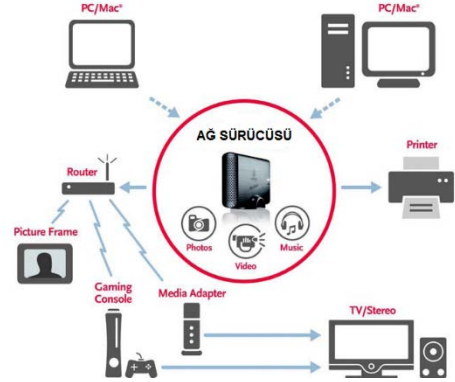 PC/Mac*
PC/Mac*
AĞ SÜRÜCÜSÜ
Router
Printer
Photos
Video
Music
Picture Frame
Gaming
Console
Media Adapter
TV/Stereo